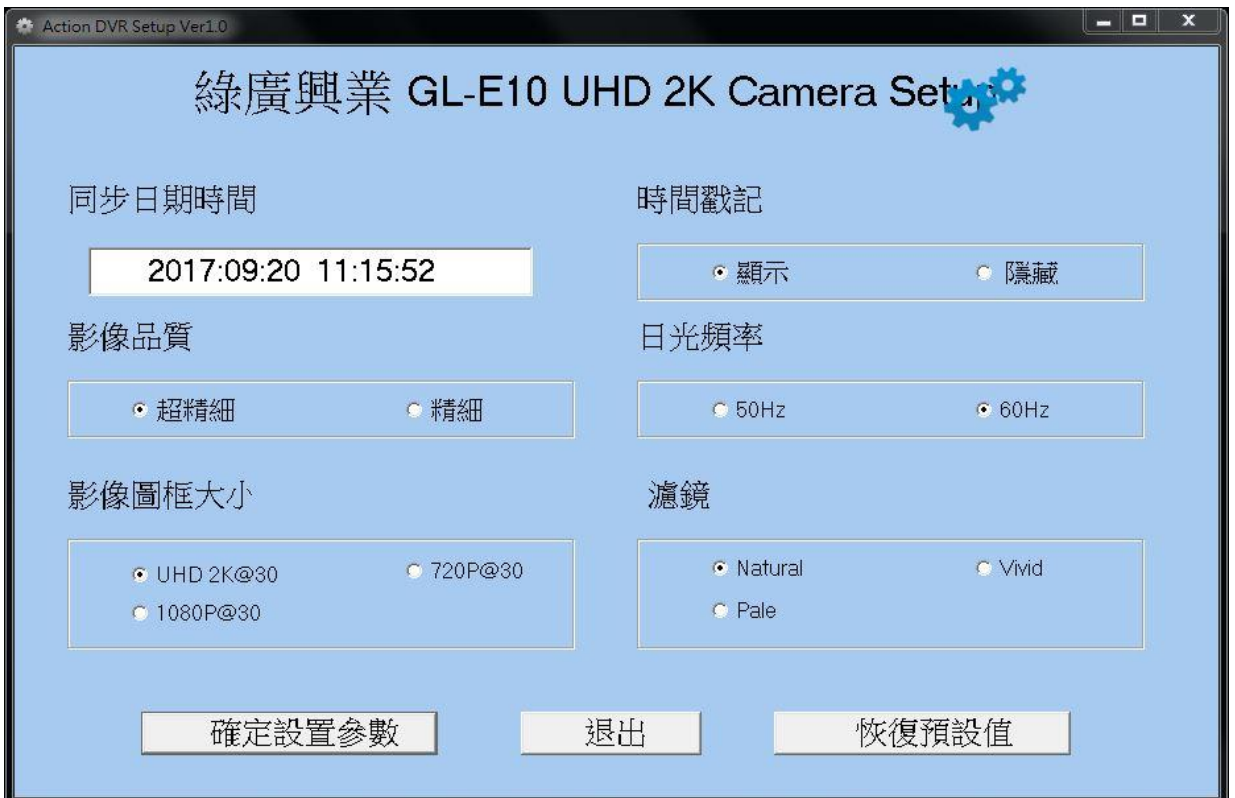 Action DVR Setup Ver1.0
綠廣興業 GL-E10 UHD 2K Camera Setup
同步日期時間
時間戳記
2017:09:20 11:15:52
顯示 隱藏
影像品質
日光頻率
超精細 精細
50Hz 60Hz
影像圖框大小
濾鏡
UHD 2K@30 720P@30
1080P@30
Natural Vivid
Pale
確定設置參數 退出 恢復預設值